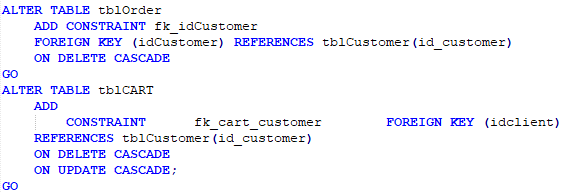 ALTER TABLE tblOrder
ADD CONSTRAINT fk_idCustomer
FOREIGN KEY (idCustomer) REFERENCES tblCustomer(id_customer)
ON DELETE CASCADE
GO
ALTER TABLE tblCART
ADD
CONSTRAINT fk_cart_customer FOREIGN KEY (idclient)
REFERENCES tblCustomer(id_customer)
ON DELETE CASCADE
ON UPDATE CASCADE;
GO